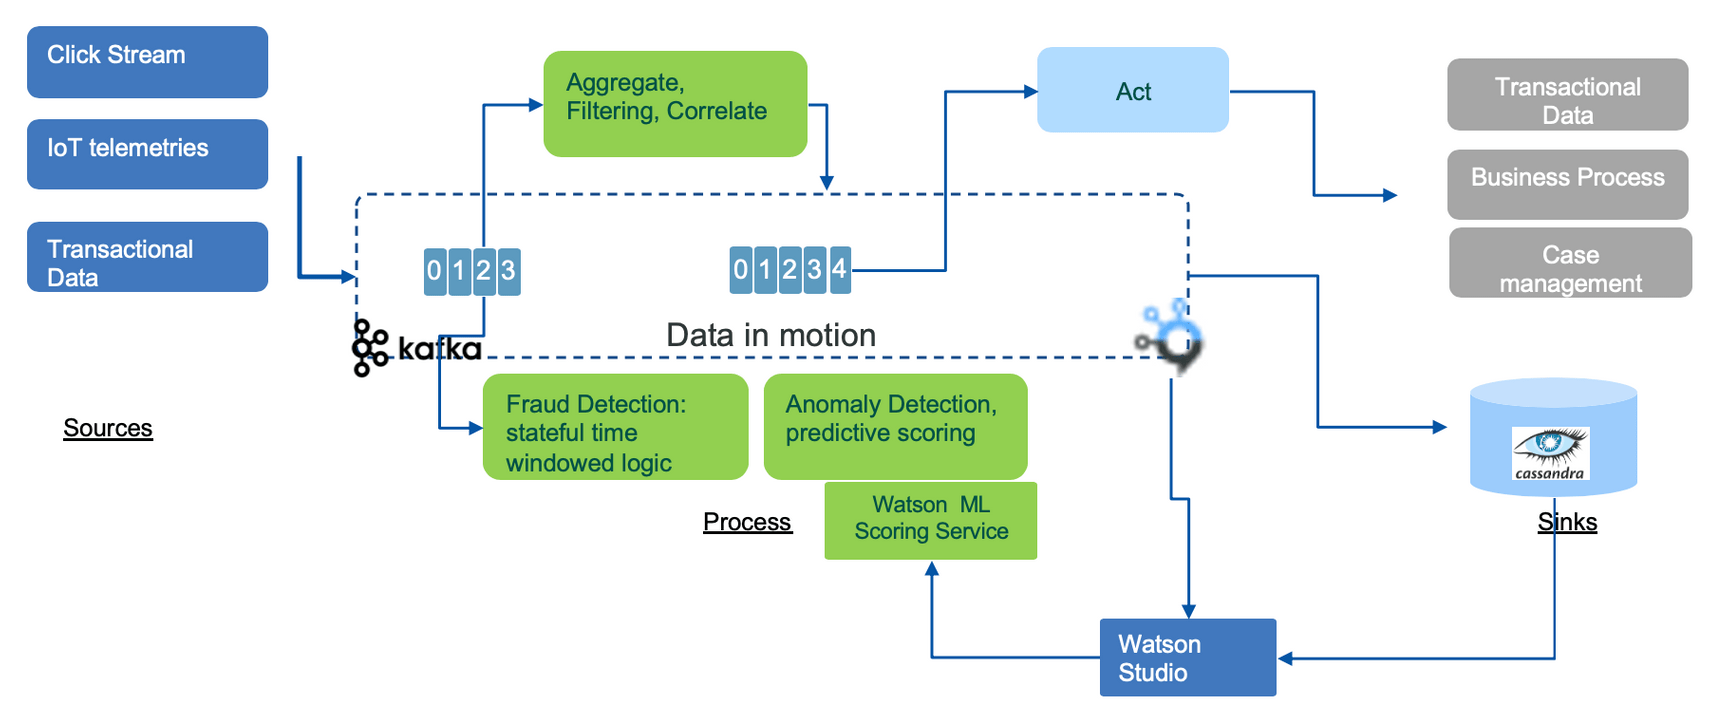 Click Stream
IoT telemetries
Transactional
Data
Sources
Aggregate,
Filtering, Correlate
Act
0 1 2 3
0 1 2 3 4
Data in motion
kafka
Fraud Detection:
stateful time
windowed logic
Anomaly Detection,
predictive scoring
Watson ML
Scoring Service
Process
Watson
Studio
Transactional
Data
Business Process
Case
management
cassandra
Sinks